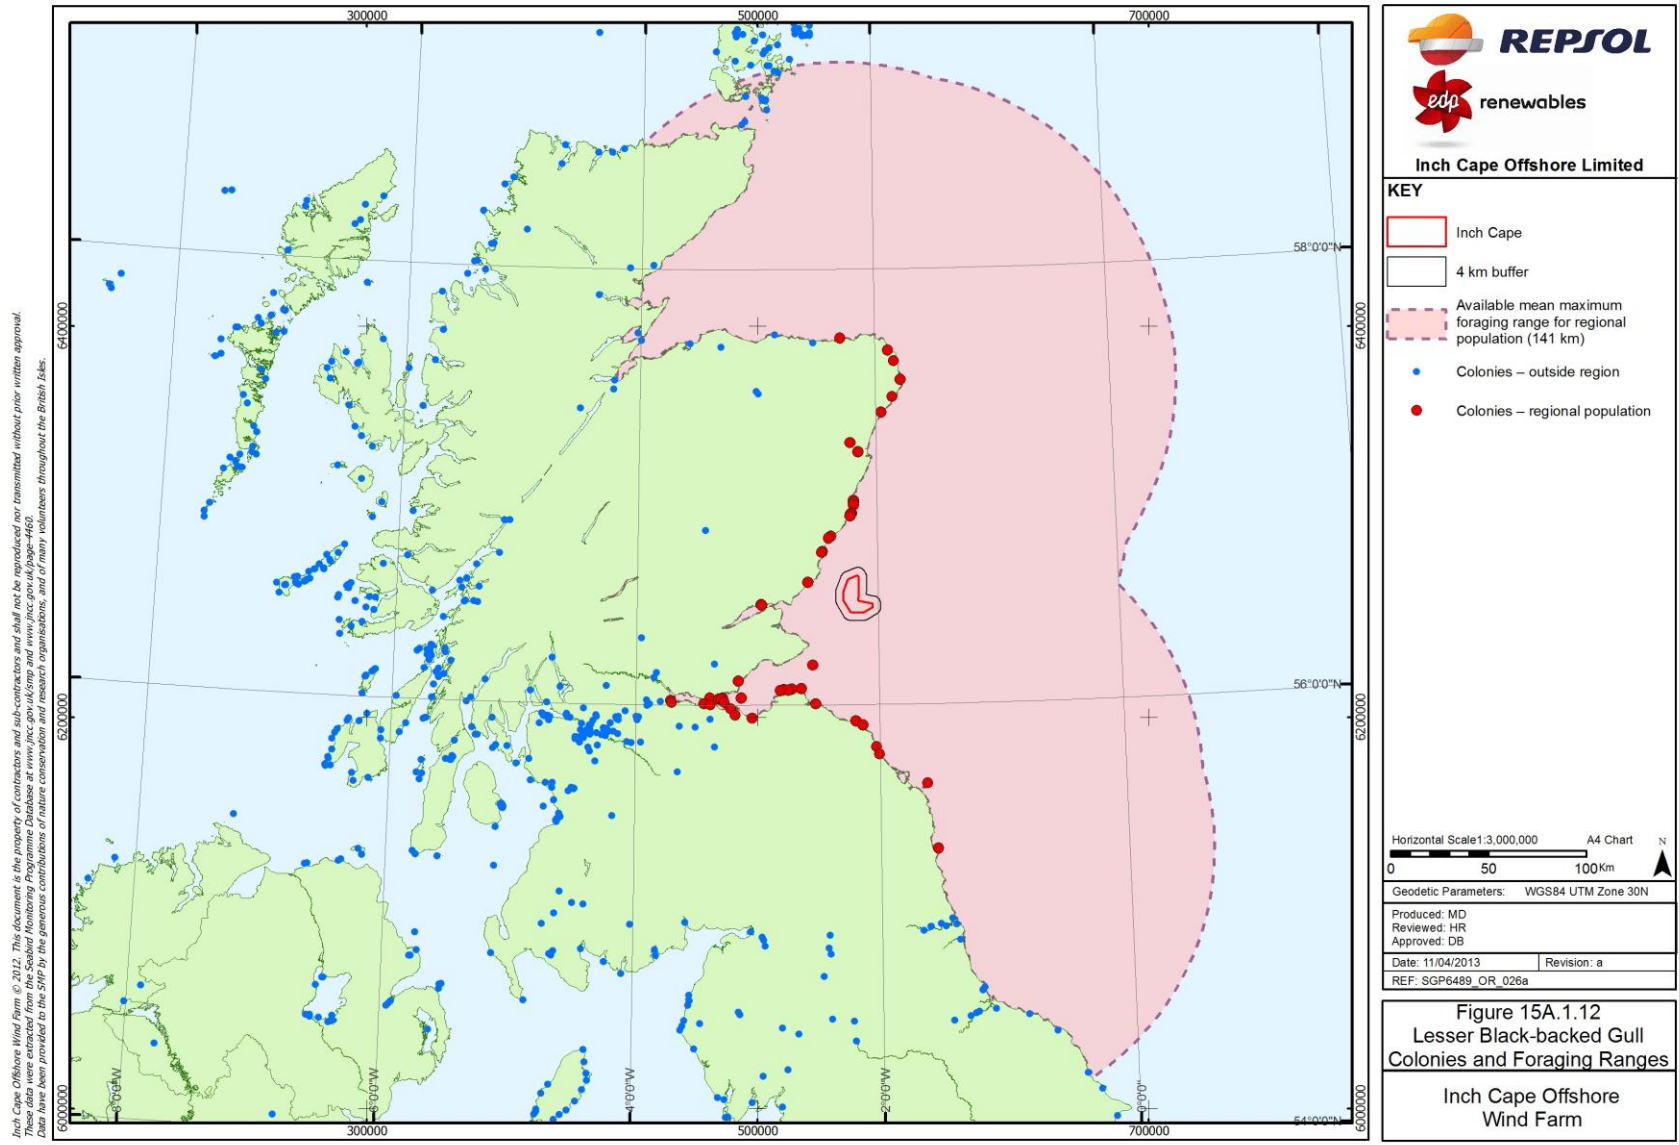 300000
500000
700000
58°0'0"N
6400000
6400000
56°0'0"N
6200000
6200000
6000000
6000000
8°0'0"W
6°0'0"W
4°0'0"W
2°0'0"W
0°0'0"
54°0'0"N
300000
500000
700000
Inch Cape Offshore Wind Farm © 2012. This document is the property of contractors and sub-contractors and shall not be reproduced nor transmitted without prior written approval.
These data were extracted from the Seabird Monitoring Programme Database at www.jncc.gov.uk/smp and www.jncc.gov.uk/page-4460.
Data have been provided to the SMP by the generous contributions of nature conservation and research organisations, and of many volunteers throughout the British Isles.
REPSOL
edp renewables
Inch Cape Offshore Limited
KEY
Inch Cape
4 km buffer
Available mean maximum
foraging range for regional
population (141 km)
Colonies – outside region
Colonies – regional population
Horizontal Scale1:3,000,000 A4 Chart N
0 50 100Km
Geodetic Parameters: WGS84 UTM Zone 30N
Produced: MD
Reviewed: HR
Approved: DB
Date: 11/04/2013 Revision: a
REF: SGP6489_OR_026a
Figure 15A.1.12
Lesser Black-backed Gull
Colonies and Foraging Ranges
Inch Cape Offshore
Wind Farm